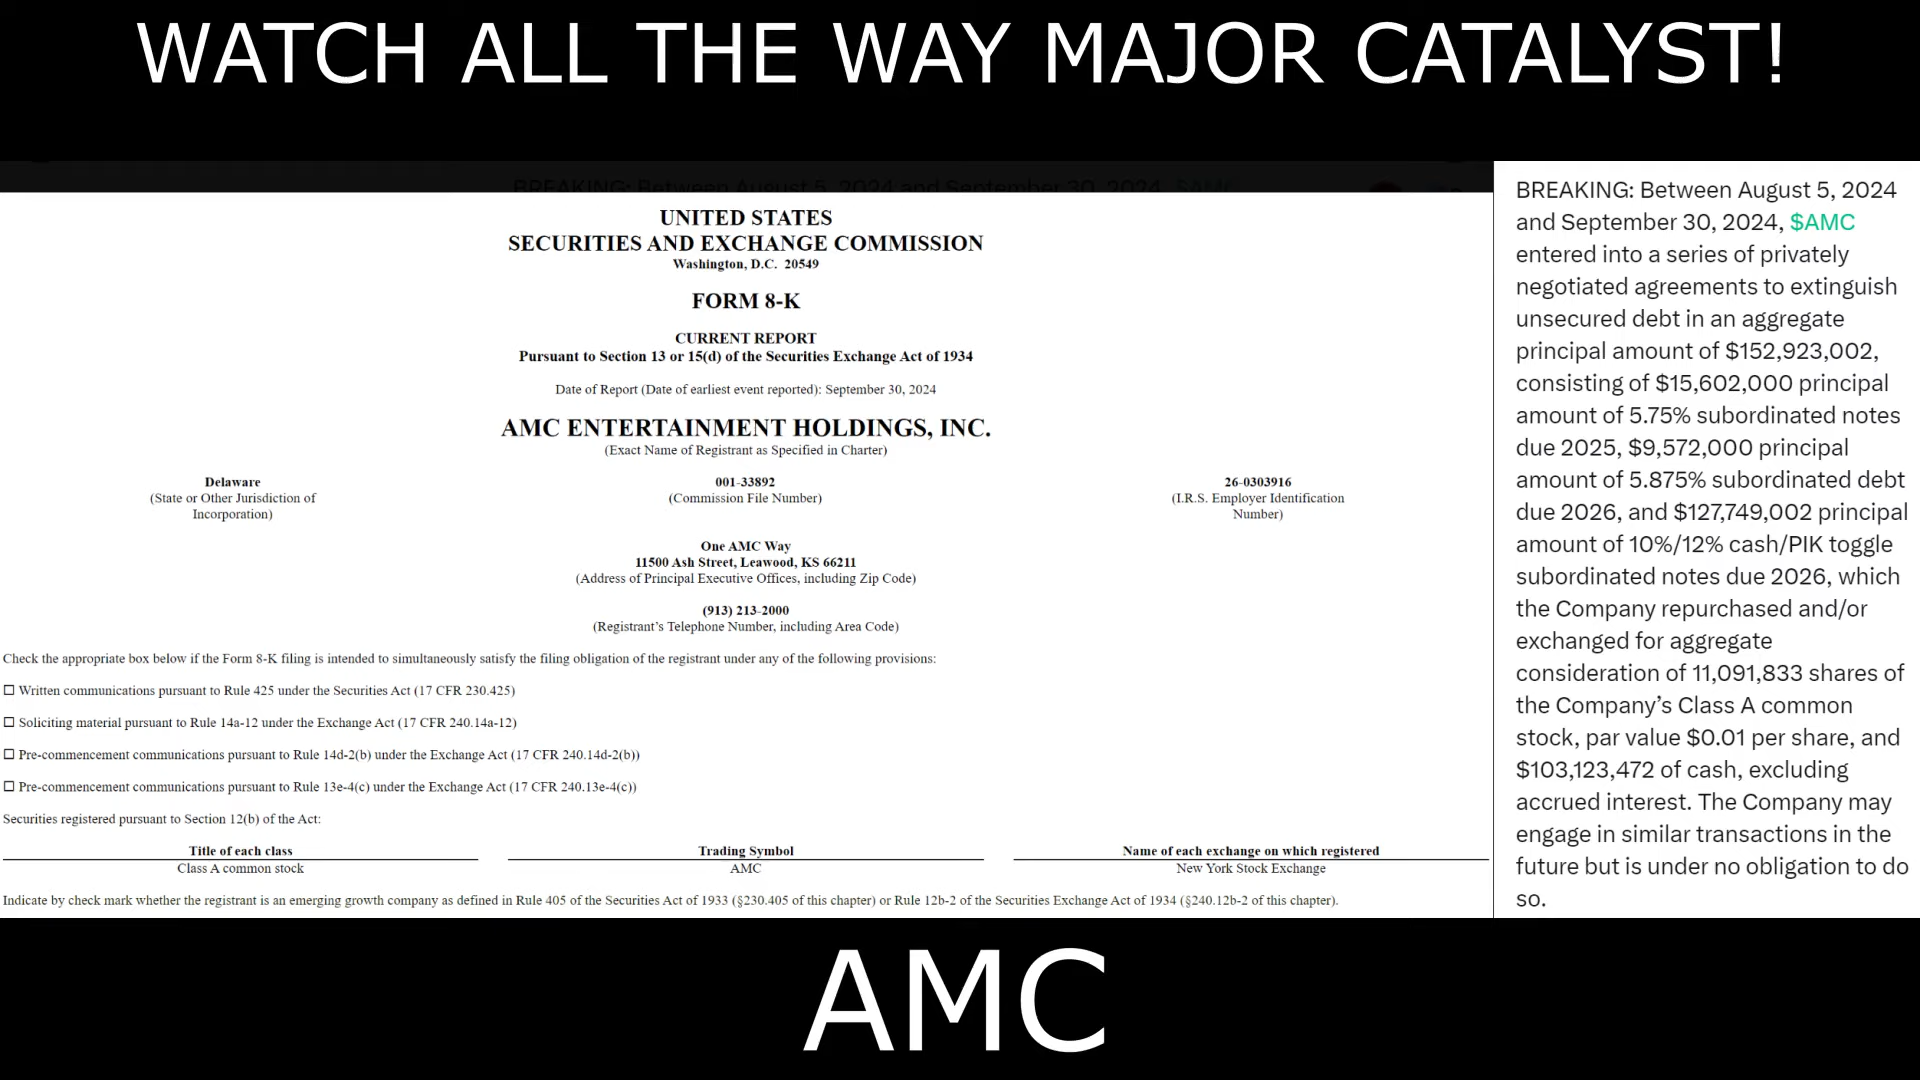 WATCH ALL THE WAY MAJOR CATALYST!
BREAKING: Between August 5, 2024 and September 30, 2024, $AMC
UNITED STATES
SECURITIES AND EXCHANGE COMMISSION
Washington, D.C. 20549
FORM 8-K
CURRENT REPORT
Pursuant to Section 13 or 15(d) of the Securities Exchange Act of 1934
Date of Report (Date of earliest event reported): September 30, 2024
AMC ENTERTAINMENT HOLDINGS, INC.
(Exact Name of Registrant as Specified in Charter)
Delaware 001-33892 26-0303916
(State or Other Jurisdiction of (Commission File Number) (I.R.S. Employer Identification
Incorporation) Number)
One AMC Way
11500 Ash Street, Leawood, KS 66211
(Address of Principal Executive Offices, including Zip Code)
(913) 213-2000
(Registrant’s Telephone Number, including Area Code)
Check the appropriate box below if the Form 8-K filing is intended to simultaneously satisfy the filing obligation of the registrant under any of the following provisions:
☐ Written communications pursuant to Rule 425 under the Securities Act (17 CFR 230.425)
☐ Soliciting material pursuant to Rule 14a-12 under the Exchange Act (17 CFR 240.14a-12)
☐ Pre-commencement communications pursuant to Rule 14d-2(b) under the Exchange Act (17 CFR 240.14d-2(b))
☐ Pre-commencement communications pursuant to Rule 13e-4(c) under the Exchange Act (17 CFR 240.13e-4(c))
Securities registered pursuant to Section 12(b) of the Act:
Title of each class Trading Symbol Name of each exchange on which registered
Class A common stock AMC New York Stock Exchange
Indicate by check mark whether the registrant is an emerging growth company as defined in Rule 405 of the Securities Act of 1933 (§230.405 of this chapter) or Rule 12b-2 of the Securities Exchange Act of 1934 (§240.12b-2 of this chapter).
BREAKING: Between August 5, 2024
and September 30, 2024, $AMC
entered into a series of privately
negotiated agreements to extinguish
unsecured debt in an aggregate
principal amount of $152,923,002,
consisting of $15,602,000 principal
amount of 5.75% subordinated notes
due 2025, $9,572,000 principal
amount of 5.875% subordinated debt
due 2026, and $127,749,002 principal
amount of 10%/12% cash/PIK toggle
subordinated notes due 2026, which
the Company repurchased and/or
exchanged for aggregate
consideration of 11,091,833 shares of
the Company’s Class A common
stock, par value $0.01 per share, and
$103,123,472 of cash, excluding
accrued interest. The Company may
engage in similar transactions in the
future but is under no obligation to do
so.
AMC